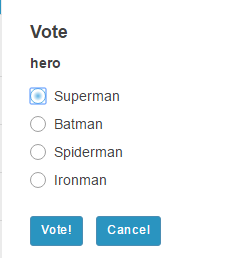 Vote
hero
Superman
Batman
Spiderman
Ironman
Vote! Cancel